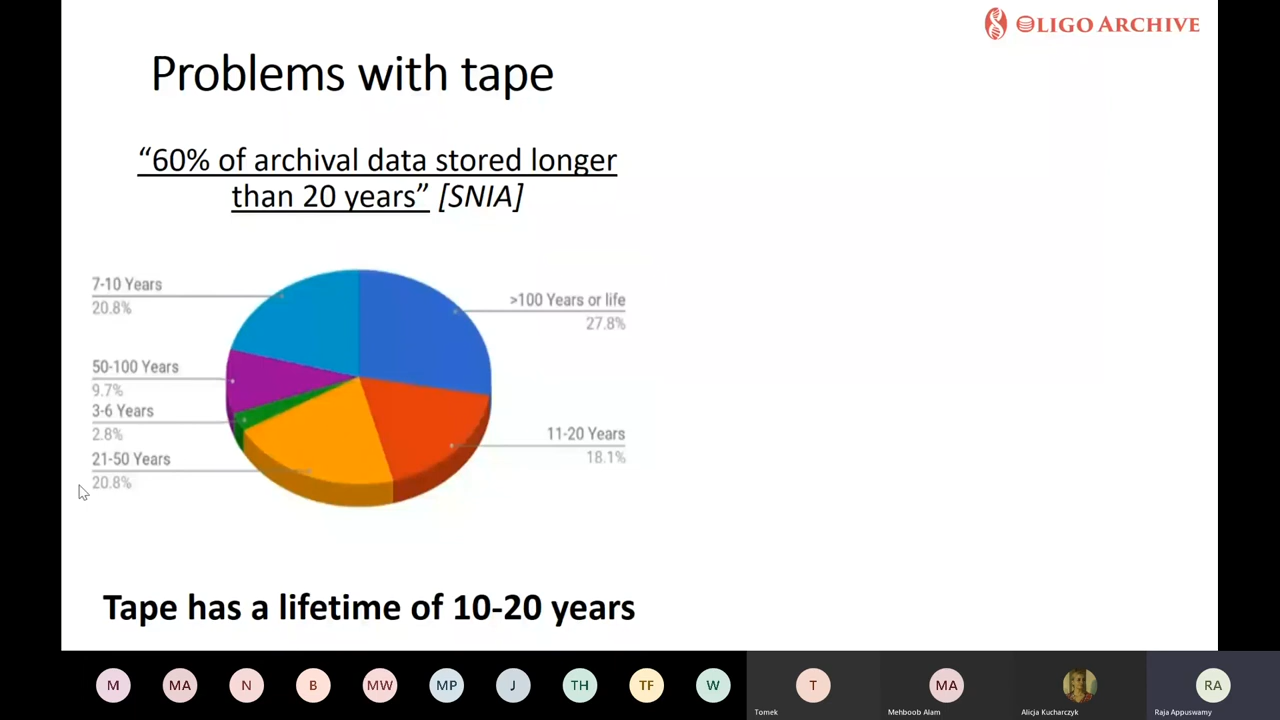 OLIGO ARCHIVE
Problems with tape
“60% of archival data stored longer
than 20 years” [SNIA]
7-10 Years
20.8%
>100 Years or life
27.8%
50-100 Years
9.7%
3-6 Years
2.8%
11-20 Years
18.1%
21-50 Years
20.8%
Tape has a lifetime of 10-20 years
M
MA
N
B
MW
MP
J
TH
TF
W
T
MA
RA
Tomek
Mehboob Alam
Alicja Kucharczyk
Raja Appuswamy